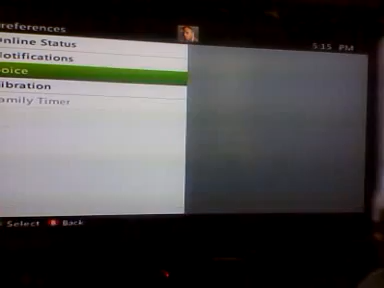 references
5:15 PM
nline Status
otifications
oice
ibration
amily Timer
Select B Back